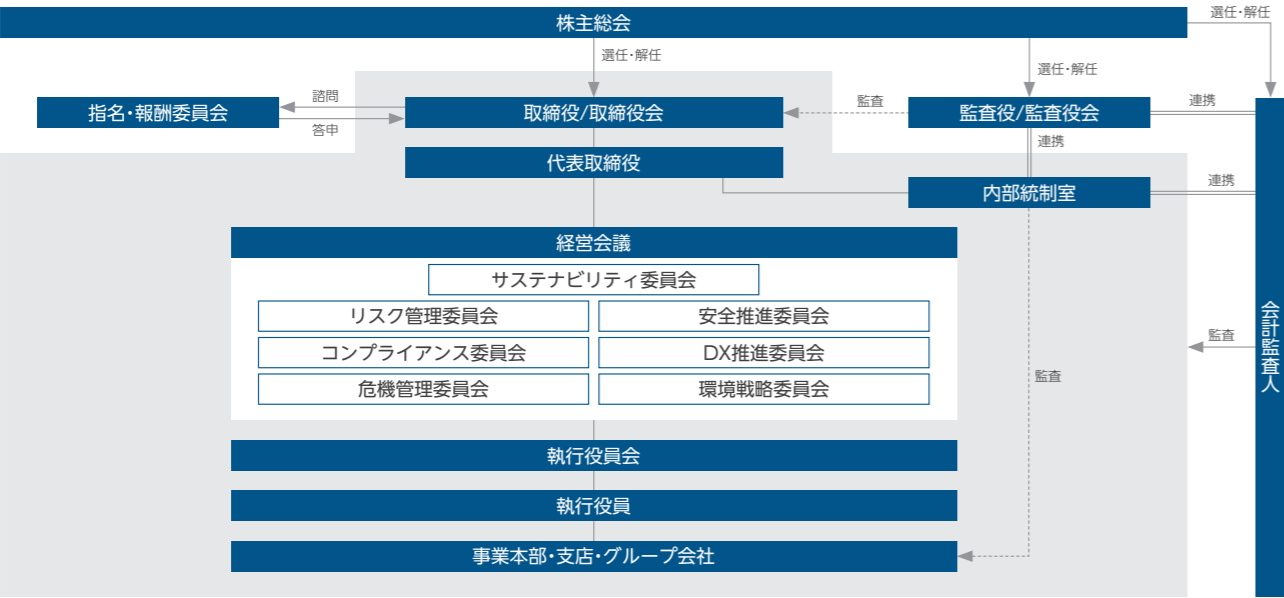 株主総会
選任・解任
選任・解任
選任・解任
指名・報酬委員会
諮問
答申
取締役/取締役会
監査
監査役/監査役会
連携
連携
代表取締役
内部統制室
連携
経営会議
サステナビリティ委員会
リスク管理委員会
安全推進委員会
コンプライアンス委員会
DX推進委員会
危機管理委員会
環境戦略委員会
監査
監査
会計監査人
執行役員会
執行役員
事業本部・支店・グループ会社